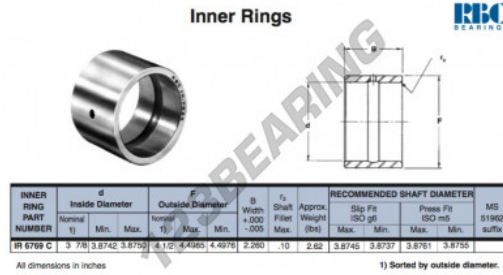 Inner Rings
RBC
BEARINGS
B
rs
d
F
123BEARING
INNER RING PART NUMBER
d Inside Diameter
F Outside Diameter
B Width +.000 -.005
Shaft Fillet Max.
Approx. Weight (lbs)
RECOMMENDED SHAFT DIAMETER
Slip Fit ISO g6
Press Fit ISO m5
MS 51962 suffix
Nominal 1) Min. Max.
Nominal 1) Max. Min.
Max. Min. Max. Min.
IR 6769 C 3 7/8 3.8742 3.8750 4 1/2 4.4985 4.4976 2.260 .10 2.62 3.8745 3.8737 3.8761 3.8755
All dimensions in inches
1) Sorted by outside diameter.